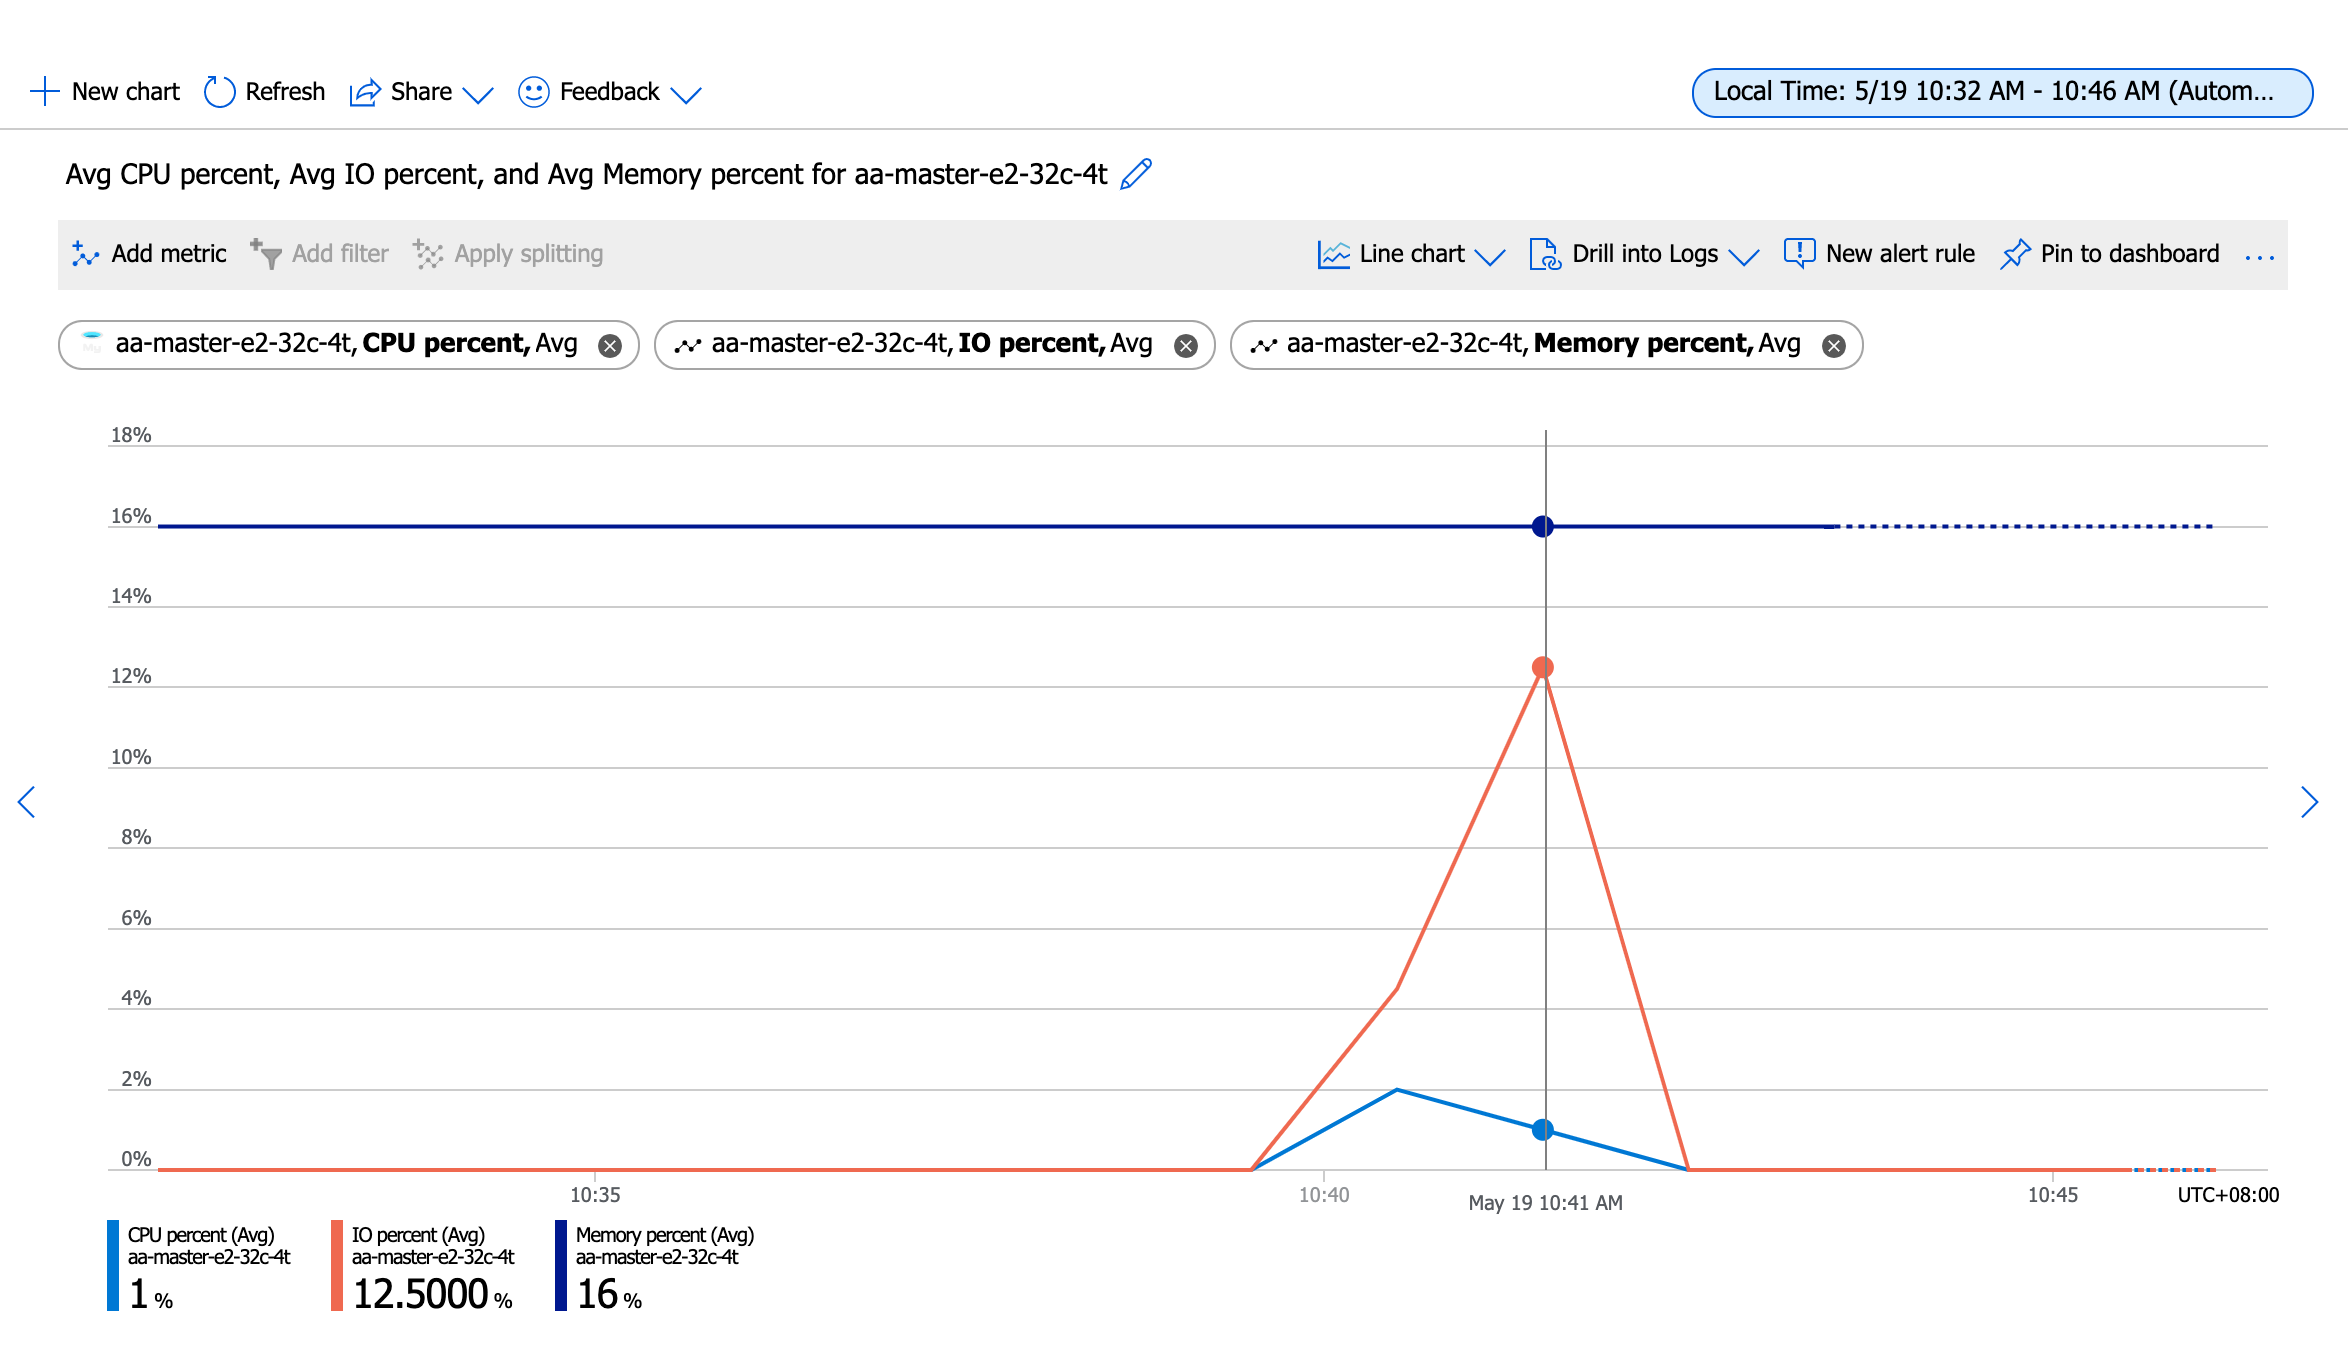 New chart Refresh Share Feedback Local Time: 5/19 10:32 AM - 10:46 AM (Autom...
Avg CPU percent, Avg IO percent, and Avg Memory percent for aa-master-e2-32c-4t
Add metric Add filter Apply splitting Line chart Drill into Logs New alert rule Pin to dashboard ...
aa-master-e2-32c-4t, CPU percent, Avg aa-master-e2-32c-4t, IO percent, Avg aa-master-e2-32c-4t, Memory percent, Avg
18%
16%
14%
12%
10%
8%
6%
4%
2%
0%
10:35 10:40 May 19 10:41 AM 10:45 UTC+08:00
CPU percent (Avg) IO percent (Avg) Memory percent (Avg)
aa-master-e2-32c-4t aa-master-e2-32c-4t aa-master-e2-32c-4t
1 % 12.5000 % 16 %